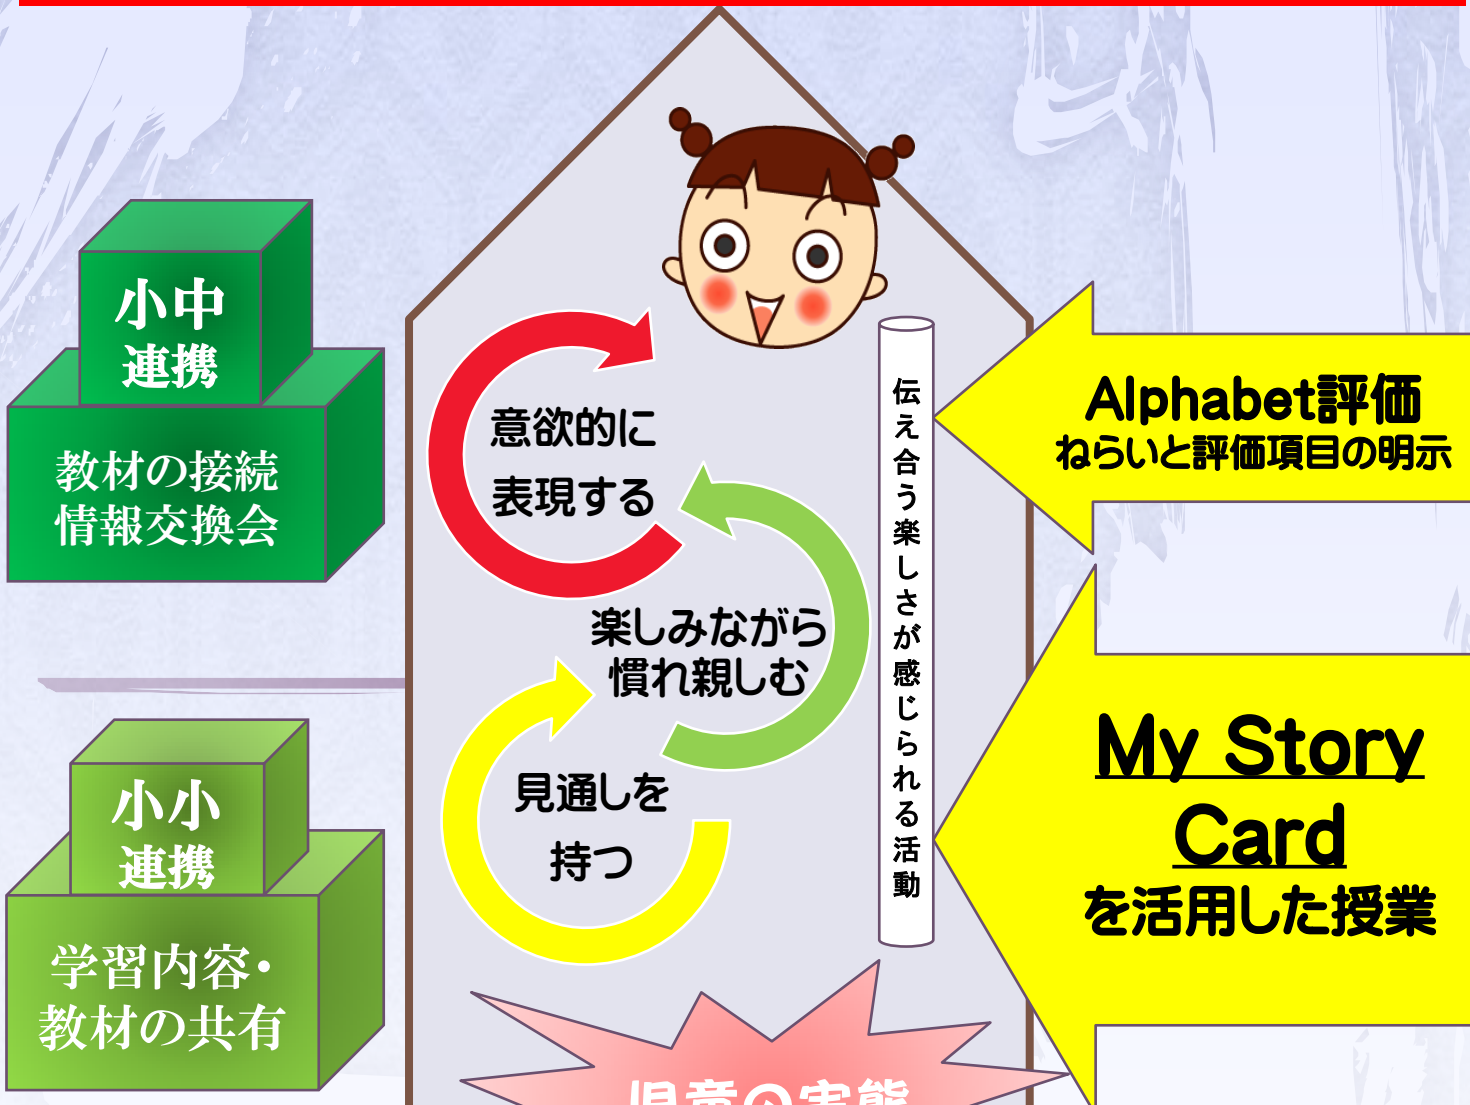 小中
連携
教材の接続
情報交換会
小小
連携
学習内容・
教材の共有
意欲的に
表現する
楽しみながら
慣れ親しむ
見通しを
持つ
伝え合う楽しさが感じられる活動
Alphabet評価
ねらいと評価項目の明示
My Story
Card
を活用した授業
児童の実態